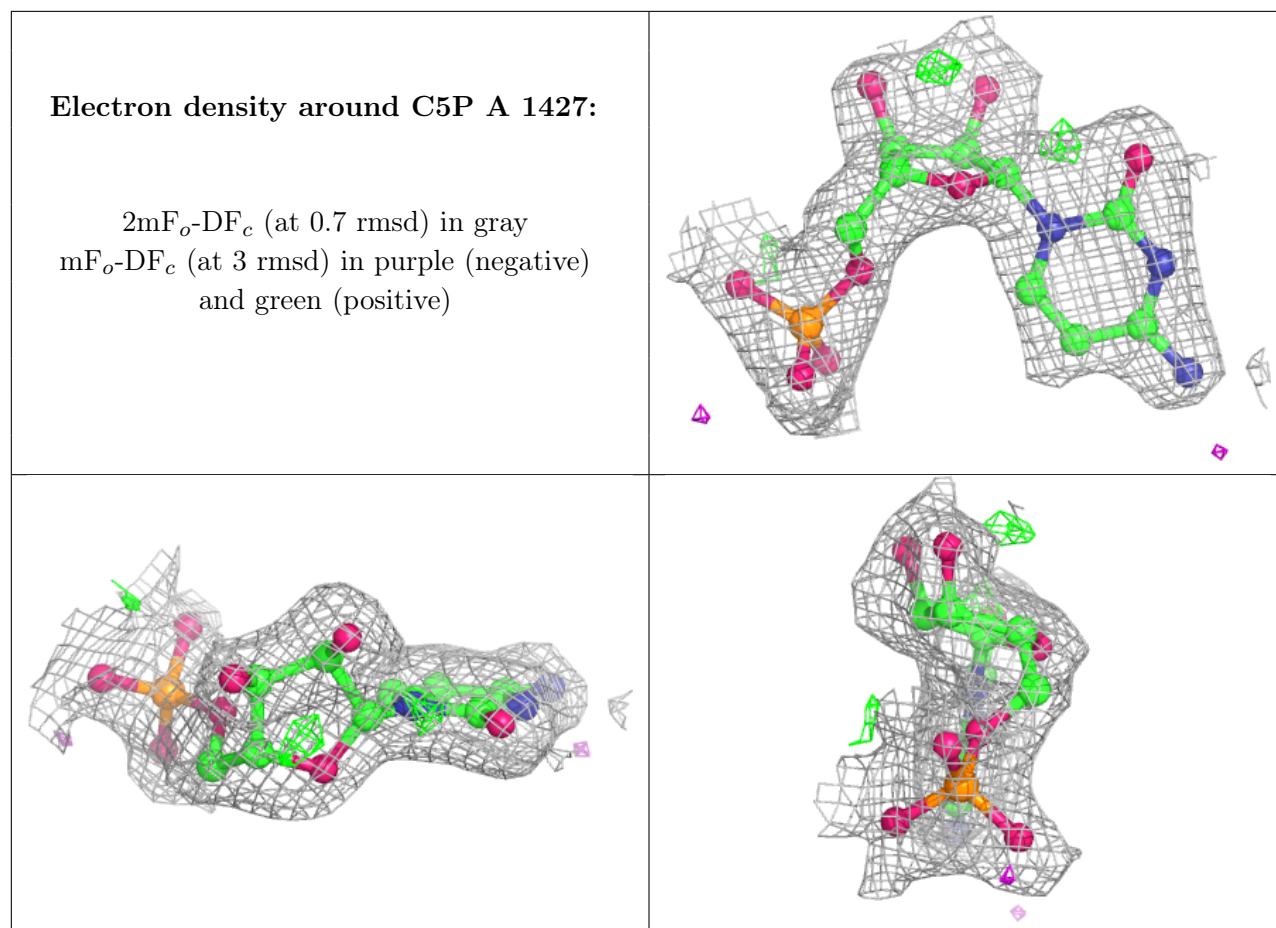 Electron density around C5P A 1427:
2mFo-DFc (at 0.7 rmsd) in gray
mFo-DFc (at 3 rmsd) in purple (negative)
and green (positive)